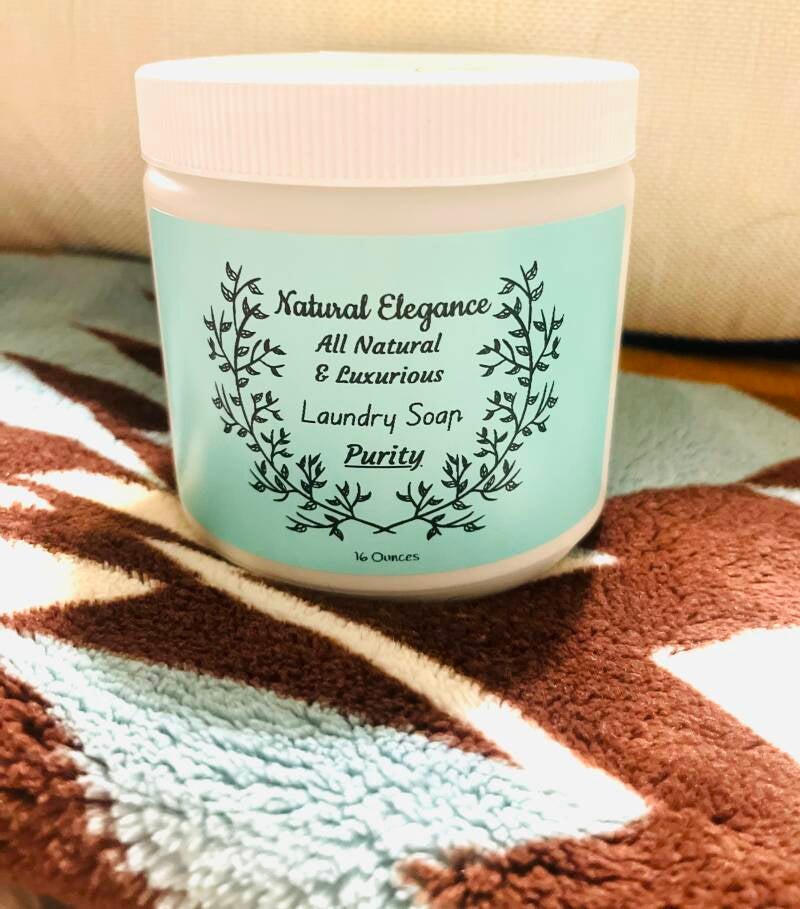 Natural Elegance
All Natural
& Luxurious
Laundry Soap
Purity
16 Ounces